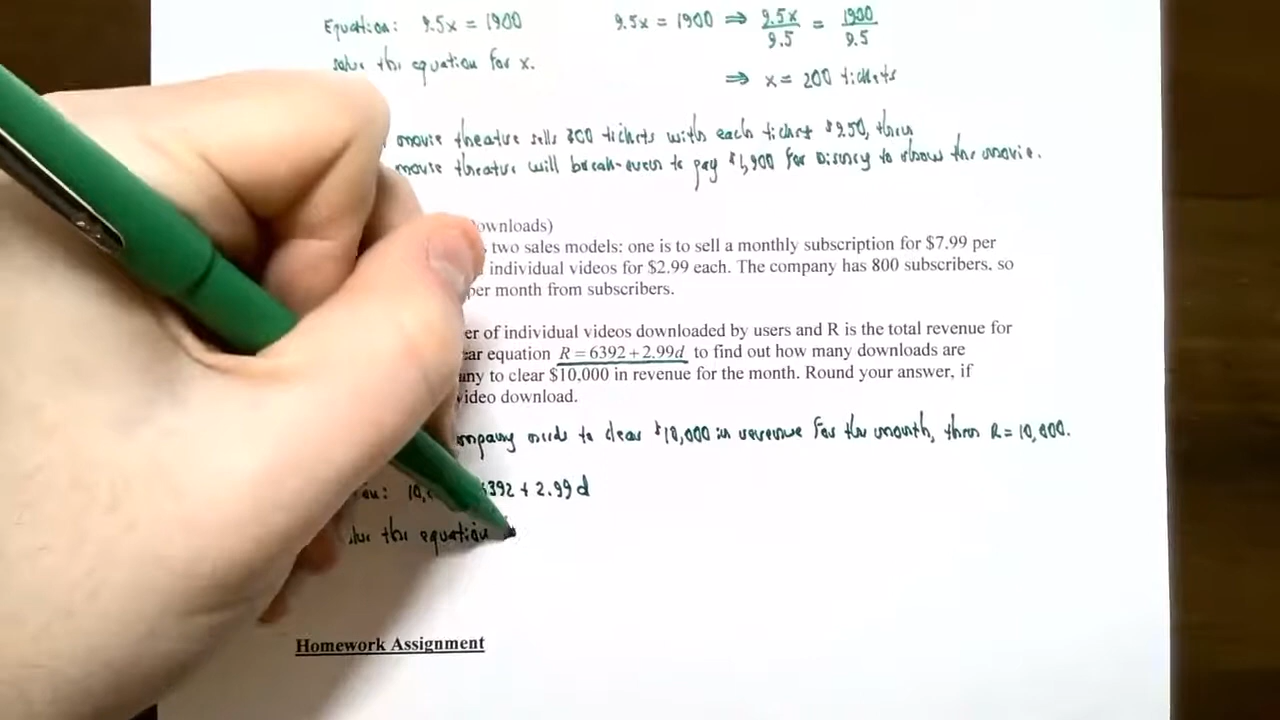 Equation: 9.5x = 1900 9.5x = 1900 ⇒ 9.5x/9.5 = 1900/9.5
solve the equation for x.
⇒ x = 200 tickets
movie theatre sells 200 tickets with each ticket $9.50, then
movie theatre will break-even to pay $1,900 for Disney to show the movie.
ownloads)
two sales models: one is to sell a monthly subscription for $7.99 per
individual videos for $2.99 each. The company has 800 subscribers. so
per month from subscribers.
er of individual videos downloaded by users and R is the total revenue for
ear equation R = 6392 + 2.99d to find out how many downloads are
any to clear $10,000 in revenue for the month. Round your answer, if
video download.
ompany needs to clear $10,000 in revenue for the month, then R = 10,000.
10, 6392 + 2.99d
the equation
Homework Assignment